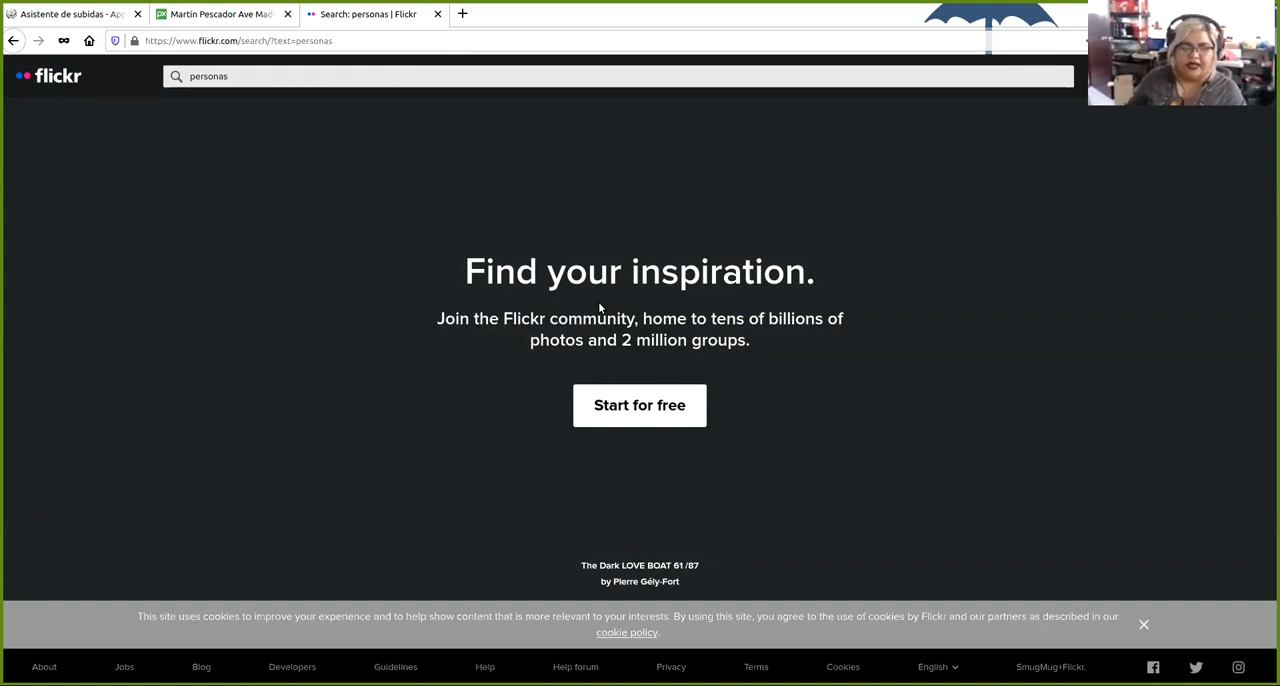 Asistente de subidas - App
Martín Pescador Ave Mad
Search: personas | Flickr
https://www.flickr.com/search/?text=personas
flickr
personas
Find your inspiration.
Join the Flickr community, home to tens of billions of
photos and 2 million groups.
Start for free
The Dark LOVE BOAT 61 /87
by Pierre Gély-Fort
This site uses cookies to improve your experience and to help show content that is more relevant to your interests. By using this site, you agree to the use of cookies by Flickr and our partners as described in our
cookie policy.
About Jobs Blog Developers Guidelines Help Help forum Privacy Terms Cookies English SmugMug+Flickr.